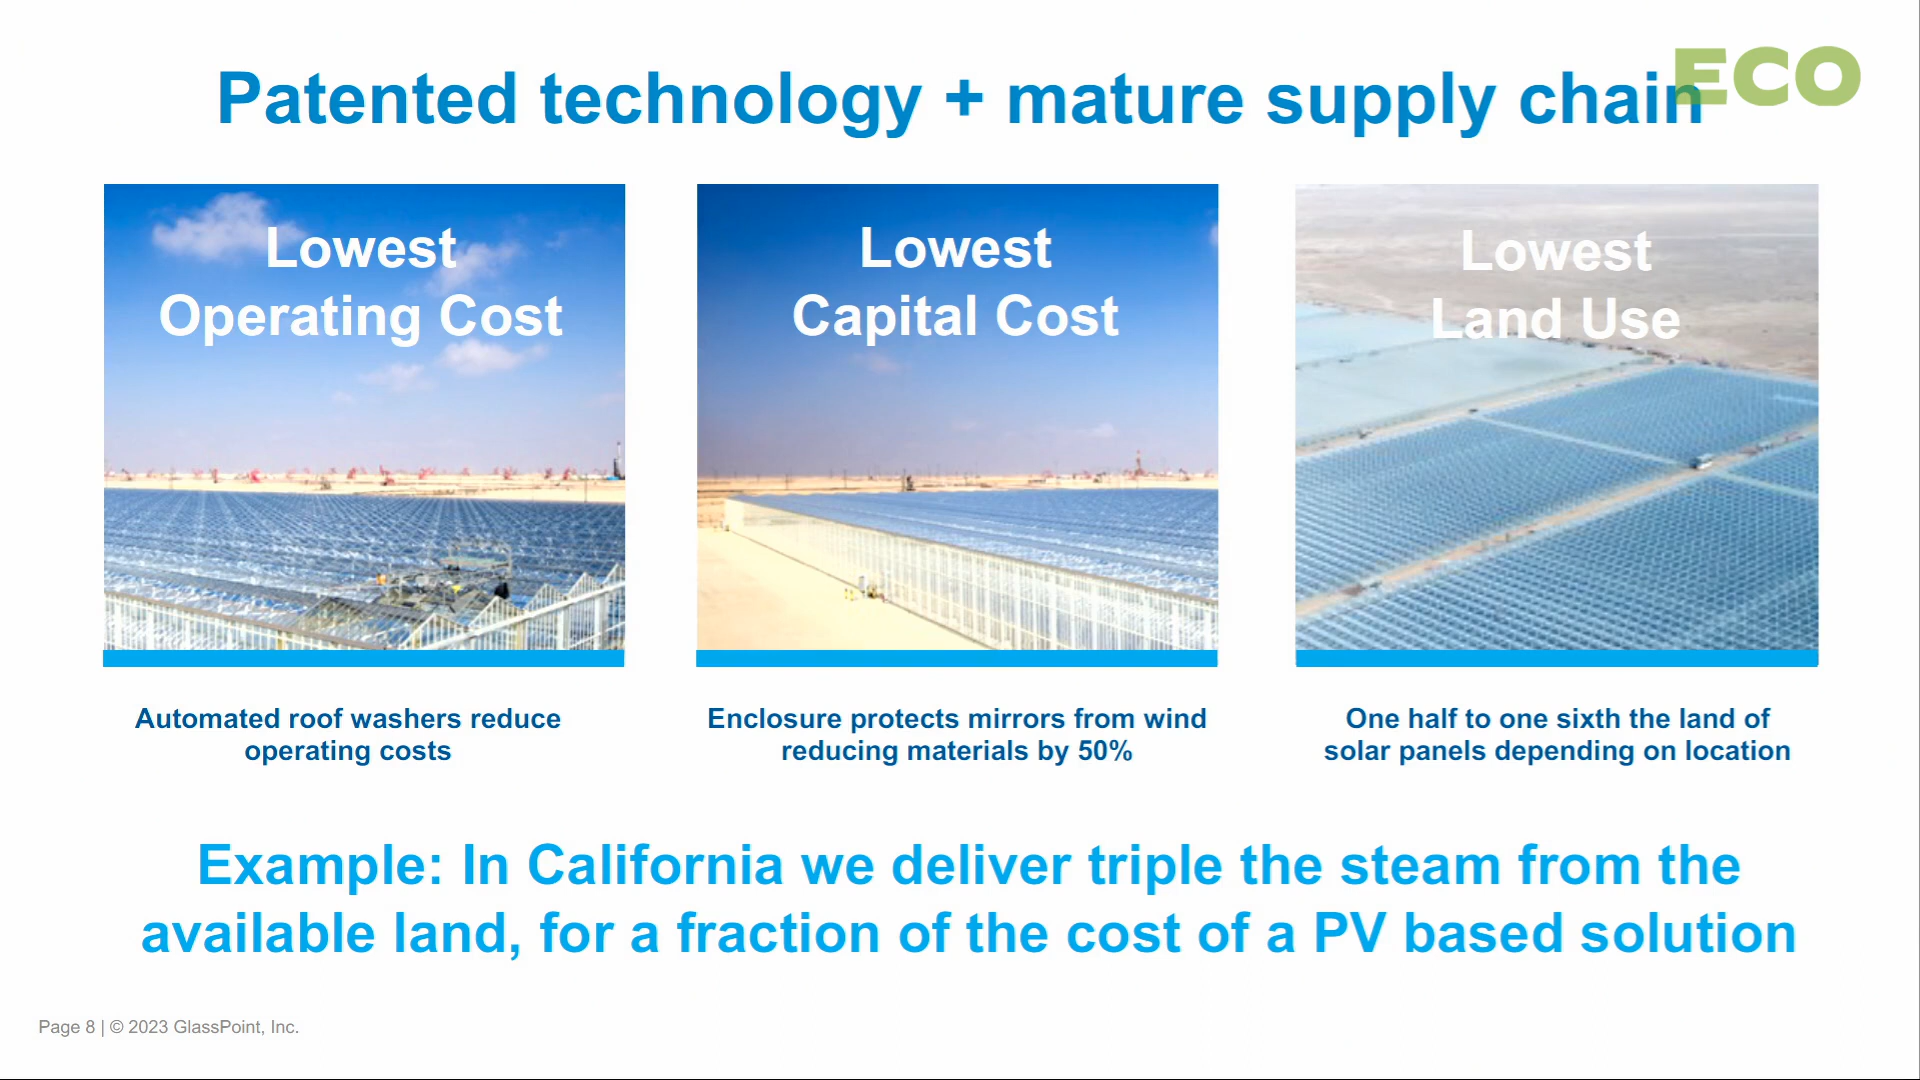 Patented technology + mature supply chain
ECO
Lowest
Operating Cost
Lowest
Capital Cost
Lowest
Land Use
Automated roof washers reduce
operating costs
Enclosure protects mirrors from wind
reducing materials by 50%
One half to one sixth the land of
solar panels depending on location
Example: In California we deliver triple the steam from the
available land, for a fraction of the cost of a PV based solution
Page 8 | © 2023 GlassPoint, Inc.